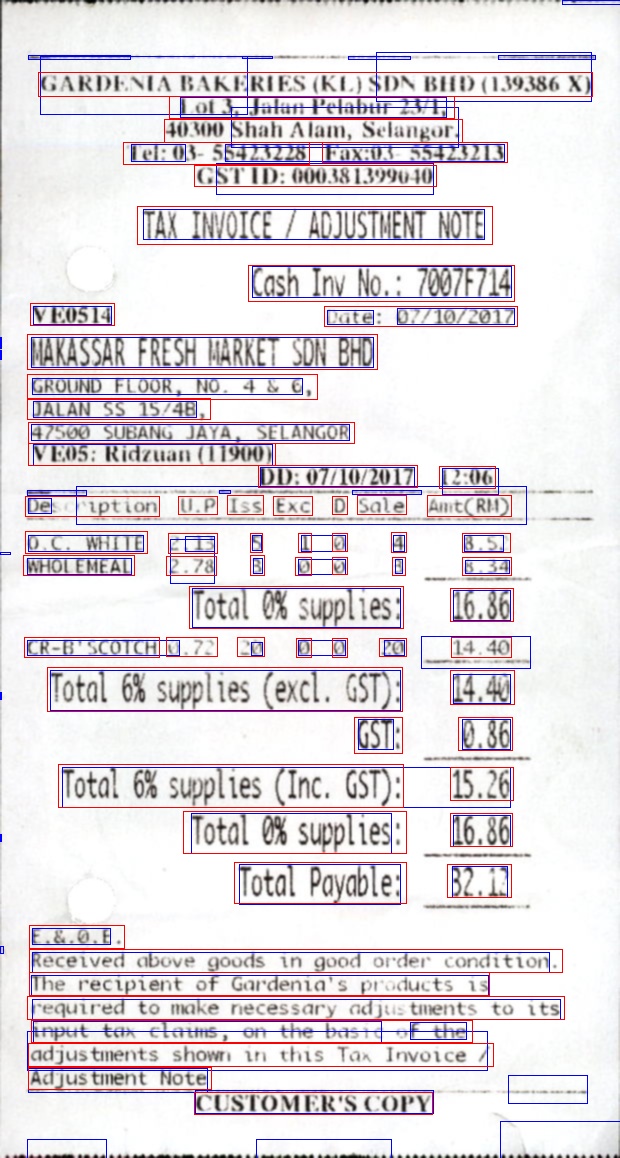 GARDENIA BAKERIES (KL) SDN BHD (139386 X)
Lot 3, Jalan Pelabur 23/1,
40300 Shah Alam, Selangor.
Tel: 03- 55423228 Fax:03- 55423213
GST ID: 000381399040
TAX INVOICE / ADJUSTMENT NOTE
Cash Inv No.: 7007F714
VE0514 Date: 07/10/2017
MAKASSAR FRESH MARKET SDN BHD
GROUND FLOOR, NO. 4 & 6,
JALAN SS 15/4B,
47500 SUBANG JAYA, SELANGOR
VE05: Ridzuan (11900)
DD: 07/10/2017 12:06
Description U.P Iss Exc D Sale Amt(RM)
O.C. WHITE 2.13 5 1 0 4 8.52
WHOLEMEAL 2.78 3 0 0 3 8.34
Total 0% supplies: 16.86
CR-B'SCOTCH 0.72 20 0 0 20 14.40
Total 6% supplies (excl. GST): 14.40
GST: 0.86
Total 6% supplies (Inc. GST): 15.26
Total 0% supplies: 16.86
Total Payable: 32.12
E.&.O.E.
Received above goods in good order condition.
The recipient of Gardenia's products is
required to make necessary adjustments to its
input tax claims, on the basis of the
adjustments shown in this Tax Invoice /
Adjustment Note
CUSTOMER'S COPY